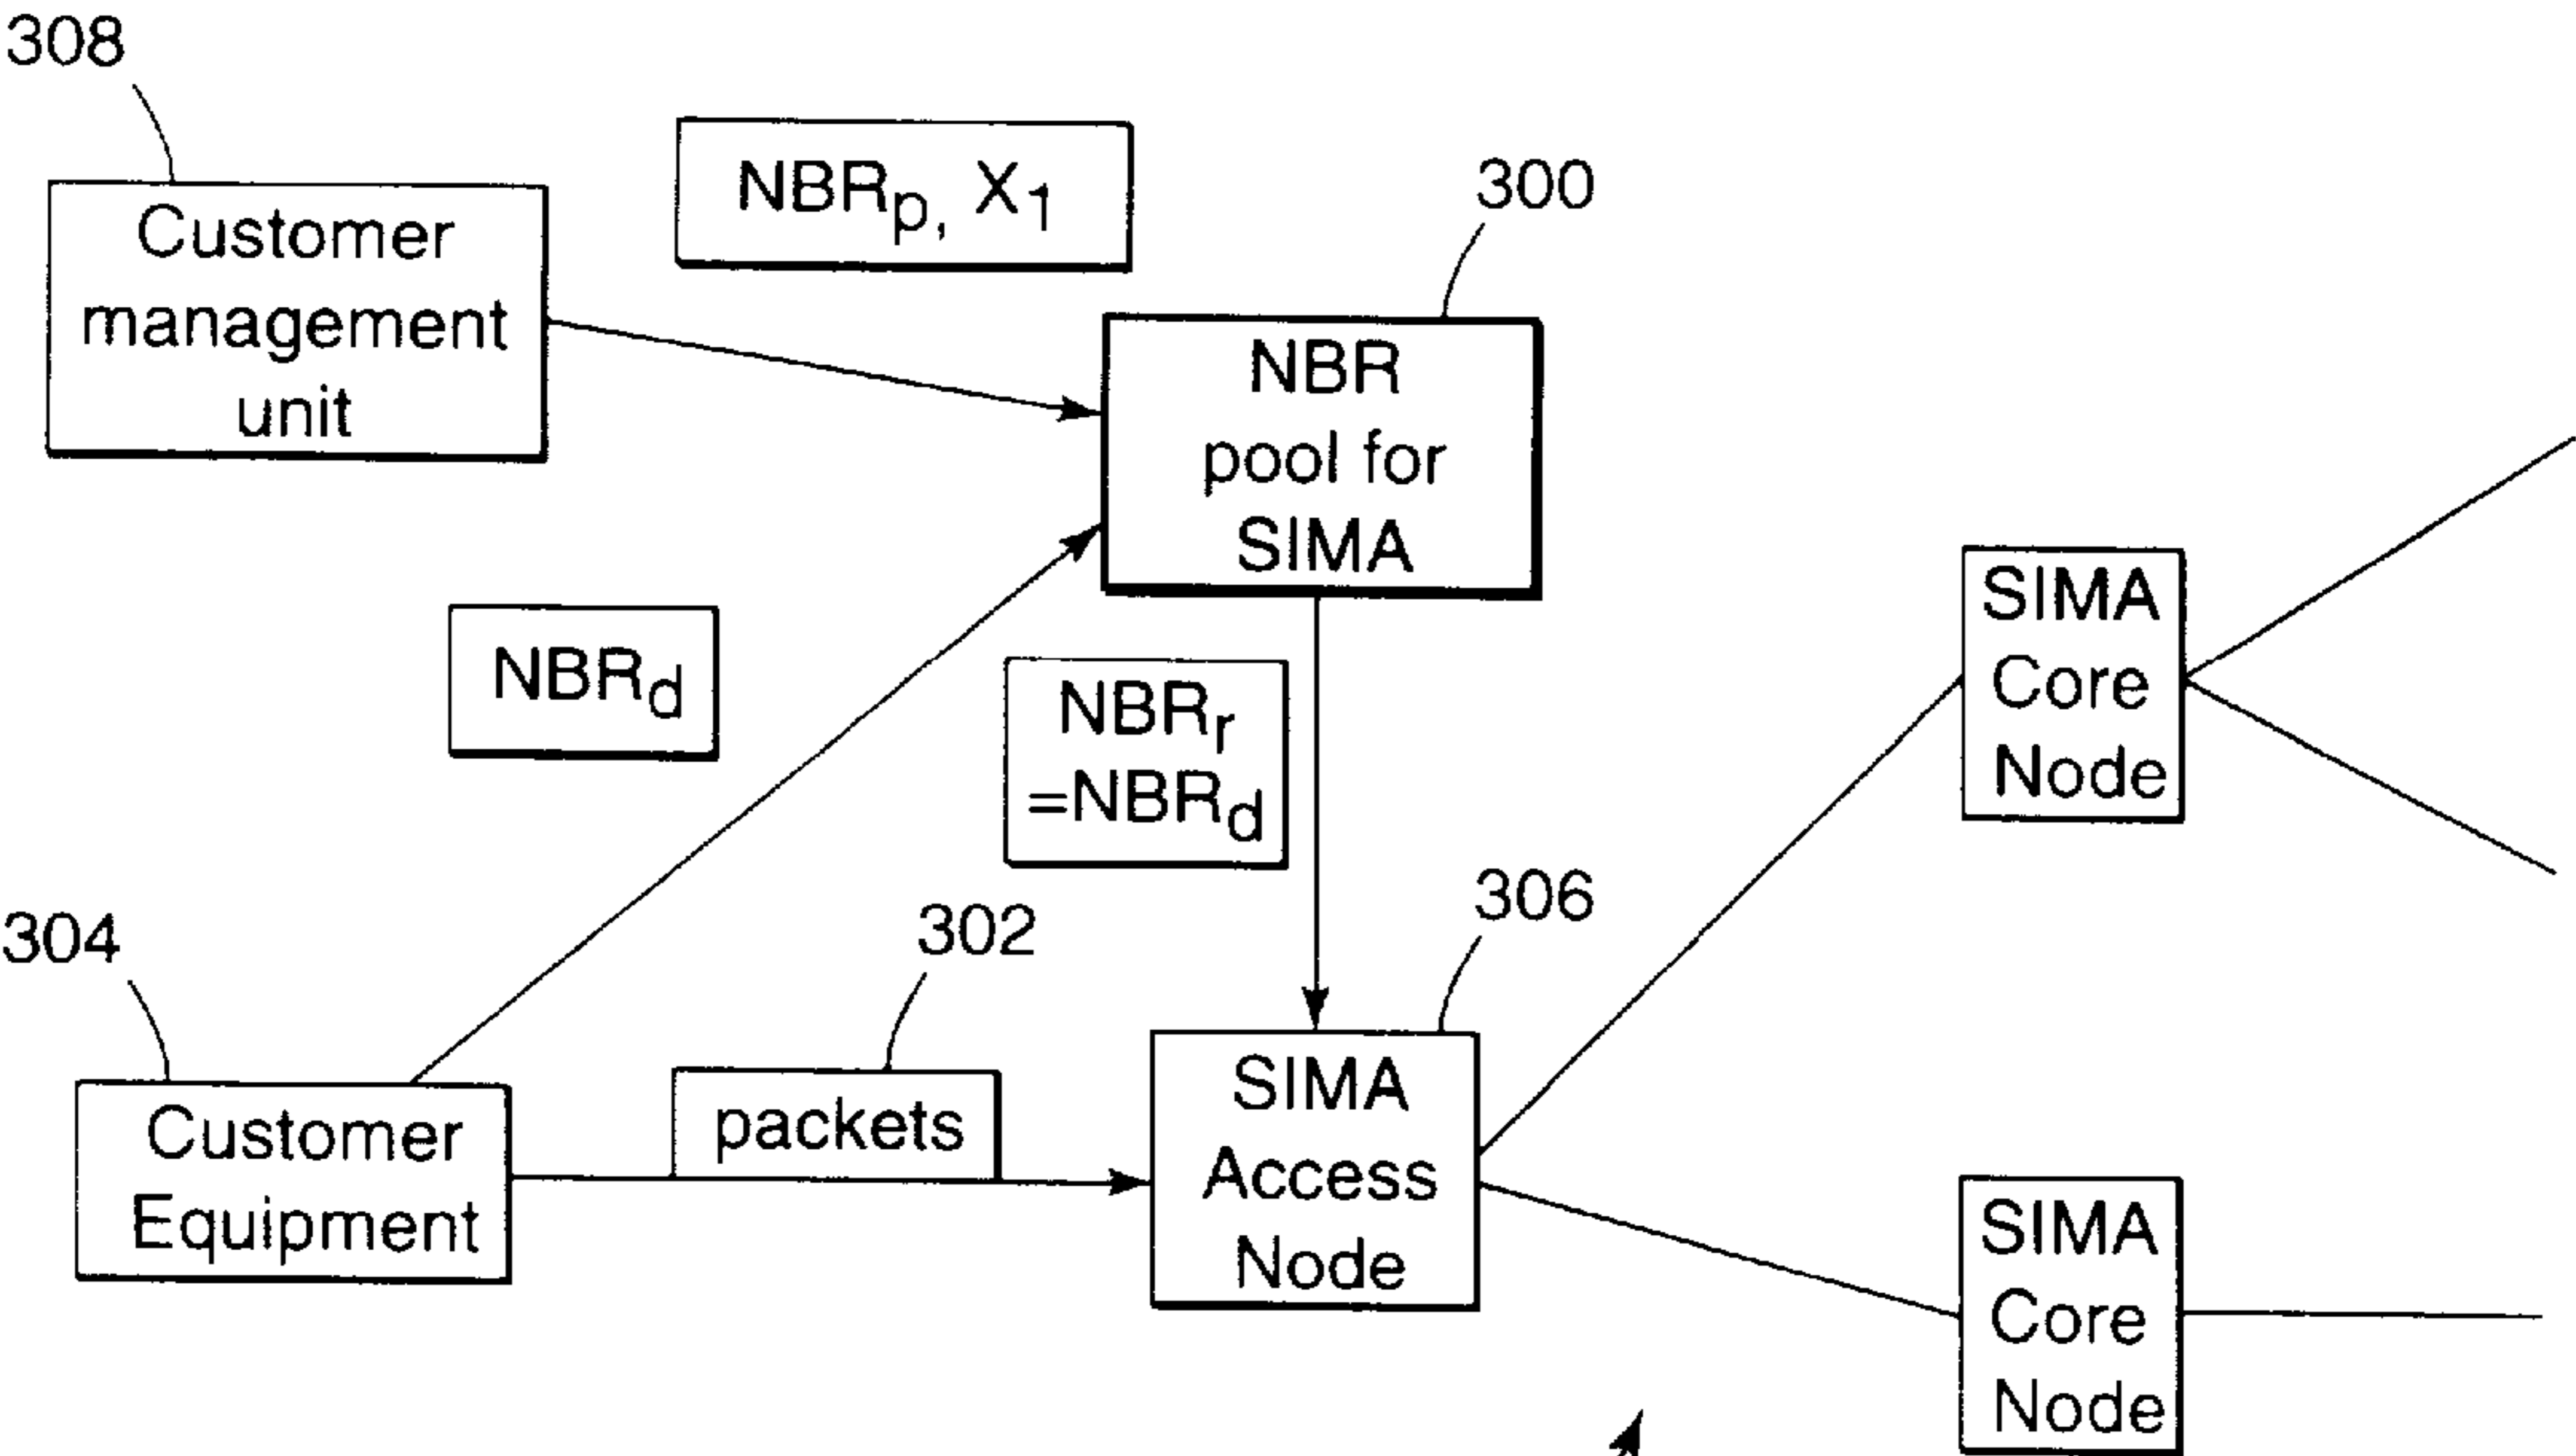 308
NBRp, X1
300
Customer
management
unit
NBR
pool for
SIMA
SIMA
Core
Node
NBRd
NBRr
=NBRd
306
304
302
Customer
Equipment
packets
SIMA
Access
Node
SIMA
Core
Node